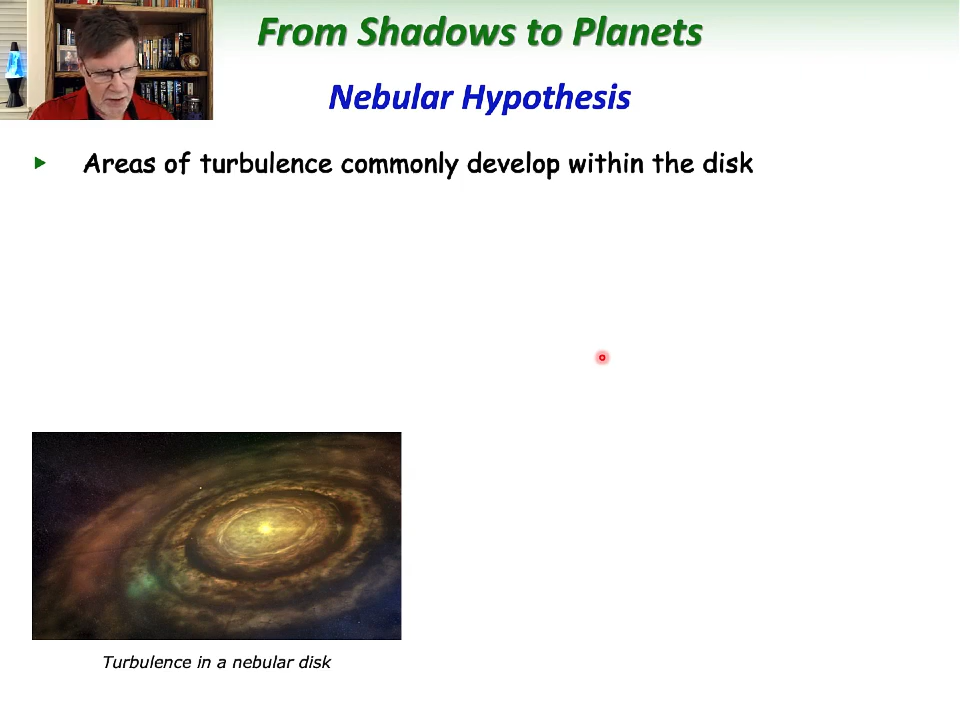 From Shadows to Planets
Nebular Hypothesis
Areas of turbulence commonly develop within the disk
Turbulence in a nebular disk